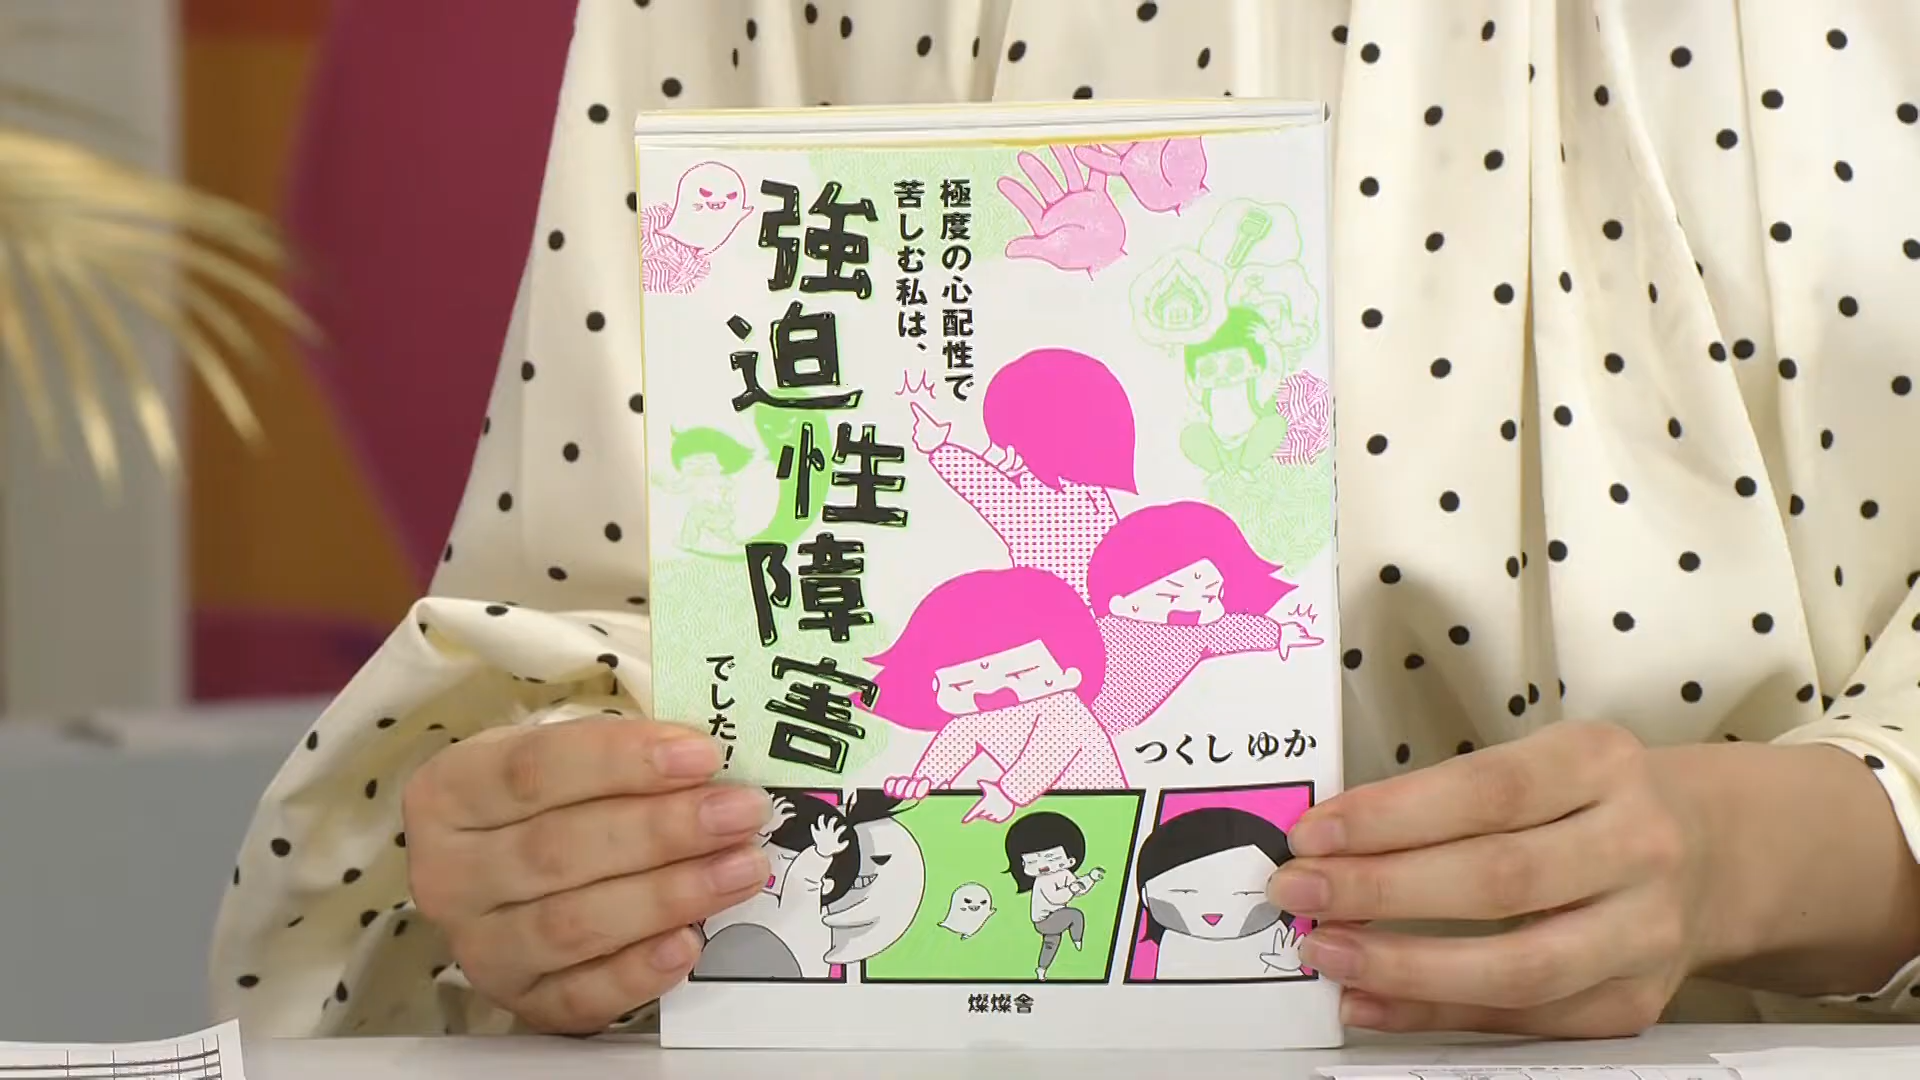 極度の心配性で
苦しむ私は、
強迫性障害
でした!
つくし ゆか
燦燦舎